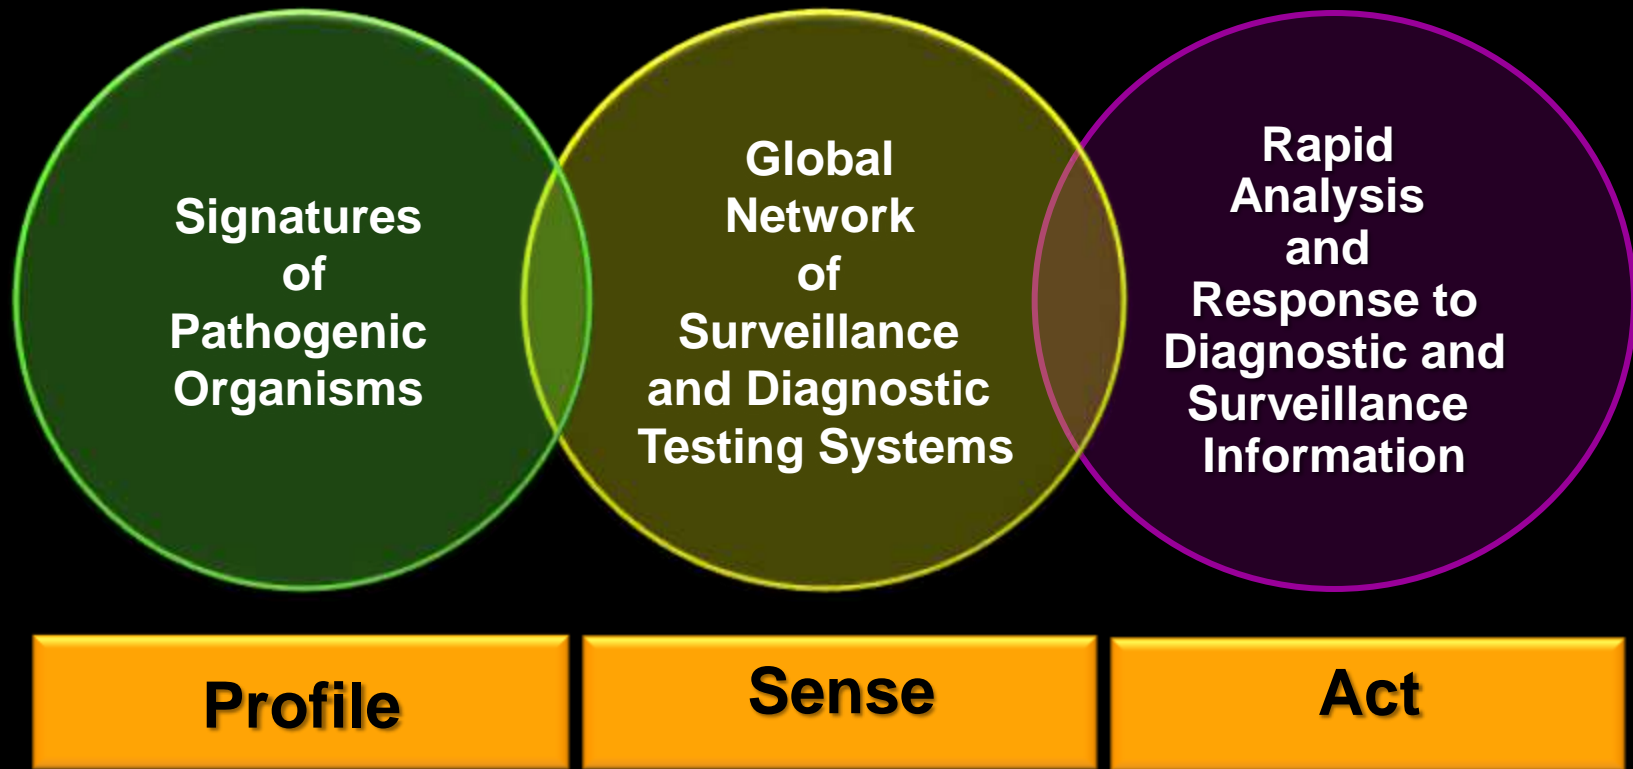 Signatures
of
Pathogenic
Organisms
Global
Network
of
Surveillance
and Diagnostic
Testing Systems
Rapid
Analysis
and
Response to
Diagnostic and
Surveillance
Information
Profile
Sense
Act